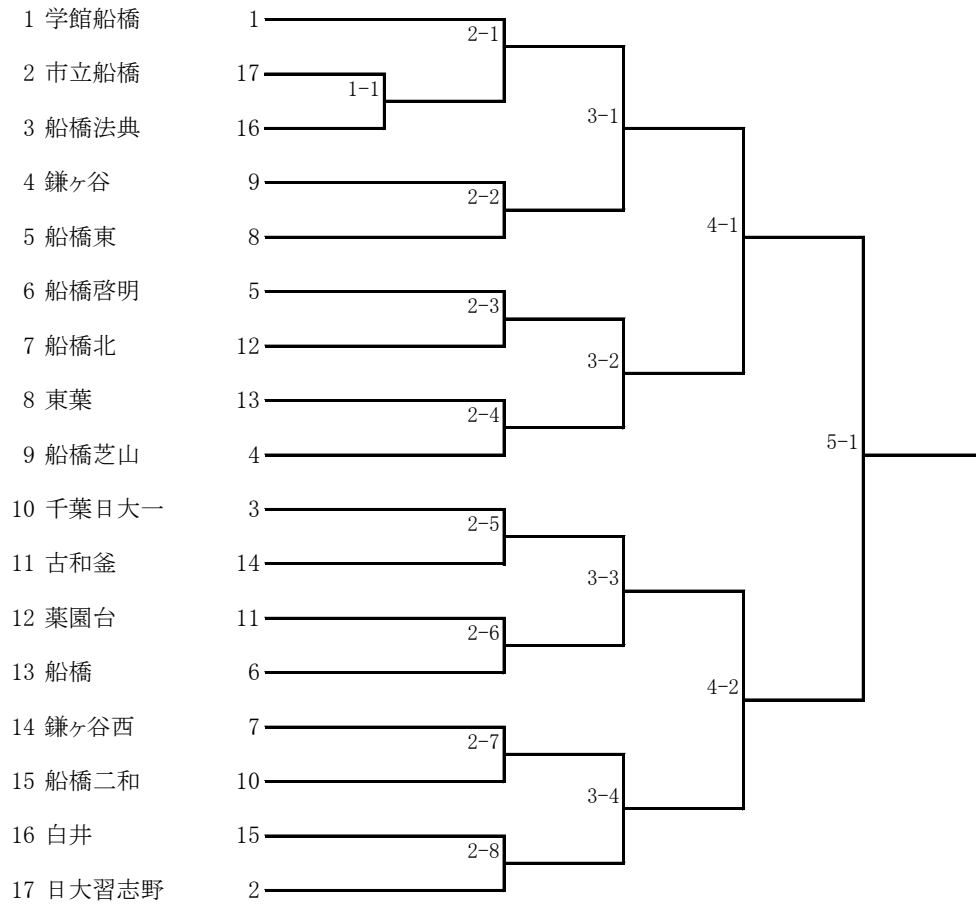 1 学館船橋 1
2-1
2 市立船橋 17
1-1
3 船橋法典 16
3-1
4 鎌ヶ谷 9
2-2
5 船橋東 8
4-1
6 船橋啓明 5
2-3
7 船橋北 12
3-2
8 東葉 13
2-4
9 船橋芝山 4
5-1
10 千葉日大一 3
2-5
11 古和釜 14
3-3
12 薬園台 11
2-6
13 船橋 6
4-2
14 鎌ヶ谷西 7
2-7
15 船橋二和 10
3-4
16 白井 15
2-8
17 日大習志野 2